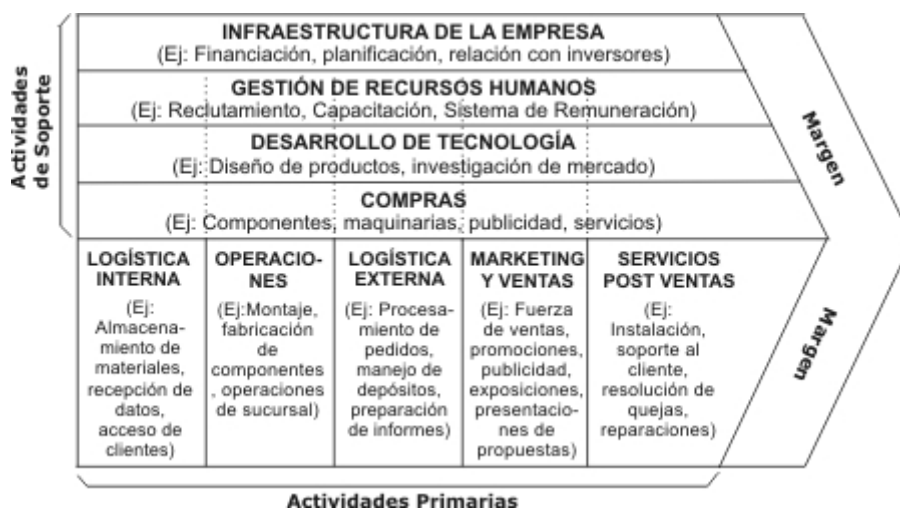 Actividades
de Soporte
INFRAESTRUCTURA DE LA EMPRESA
(Ej: Financiación, planificación, relación con inversores)
GESTIÓN DE RECURSOS HUMANOS
(Ej: Reclutamiento, Capacitación, Sistema de Remuneración)
DESARROLLO DE TECNOLOGÍA
(Ej: Diseño de productos, investigación de mercado)
COMPRAS
(Ej: Componentes, maquinarias, publicidad, servicios)
LOGÍSTICA
INTERNA
(Ej:
Almacena-
miento de
materiales,
recepción de
datos,
acceso de
clientes)
OPERACIO-
NES
(Ej:Montaje,
fabricación
de
componentes
, operaciones
de sucursal)
LOGÍSTICA
EXTERNA
(Ej: Procesa-
miento de
pedidos,
manejo de
depósitos,
preparación
de informes)
MARKETING
Y VENTAS
(Ej: Fuerza
de ventas,
promociones,
publicidad,
exposiciones,
presentacio-
nes de
propuestas)
SERVICIOS
POST VENTAS
(Ej:
Instalación,
soporte al
cliente,
resolución de
quejas,
reparaciones)
Margen
Margen
Actividades Primarias